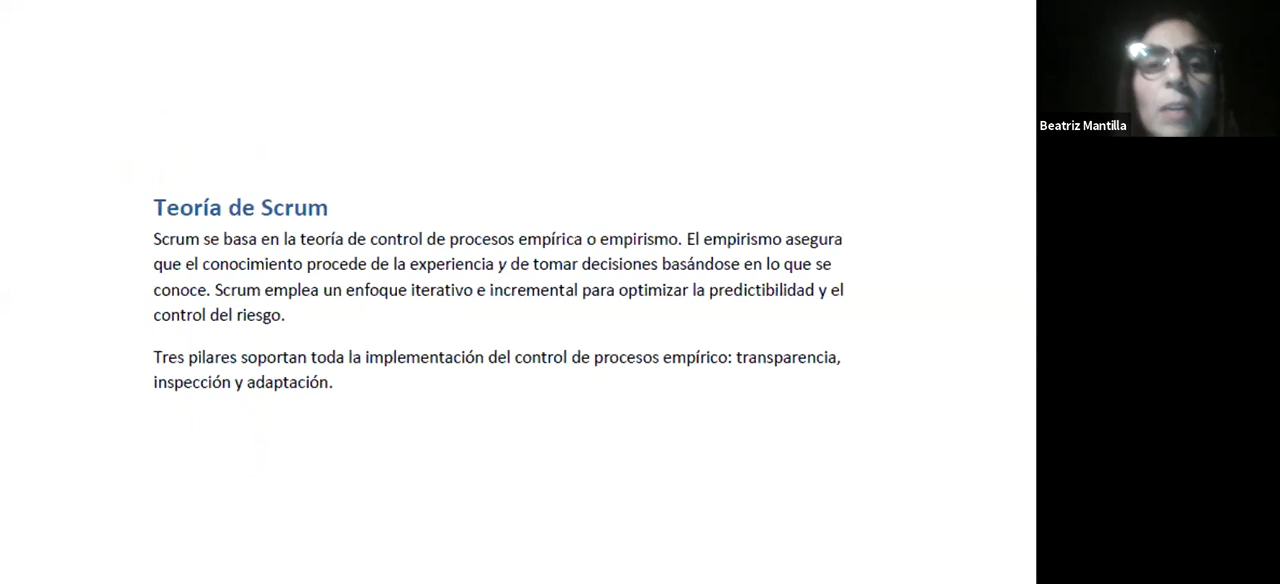 Teoría de Scrum
Scrum se basa en la teoría de control de procesos empírica o empirismo. El empirismo asegura
que el conocimiento procede de la experiencia y de tomar decisiones basándose en lo que se
conoce. Scrum emplea un enfoque iterativo e incremental para optimizar la predictibilidad y el
control del riesgo.
Tres pilares soportan toda la implementación del control de procesos empírico: transparencia,
inspección y adaptación.
Beatriz Mantilla